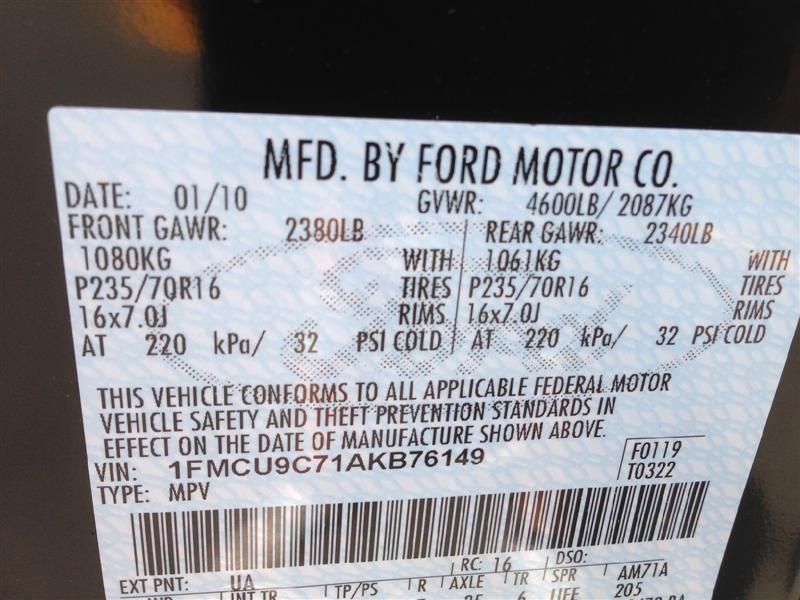 MFD. BY FORD MOTOR CO.
DATE: 01/10 GVWR: 4600LB/ 2087KG
FRONT GAWR: 2380LB REAR GAWR: 2340LB
1080KG WITH 1061KG WITH
P235/70R16 TIRES P235/70R16 TIRES
16x7.0J RIMS 16x7.0J RIMS
AT 220 kPa/ 32 PSI COLD AT 220 kPa/ 32 PSI COLD
THIS VEHICLE CONFORMS TO ALL APPLICABLE FEDERAL MOTOR
VEHICLE SAFETY AND THEFT PREVENTION STANDARDS IN
EFFECT ON THE DATE OF MANUFACTURE SHOWN ABOVE.
VIN: 1FMCU9C71AKB76149 F0119
TYPE: MPV T0322
EXT PNT: UA RC: 16 DSO:
INT TR TP/PS R AXLE TR SPR AM71A
205